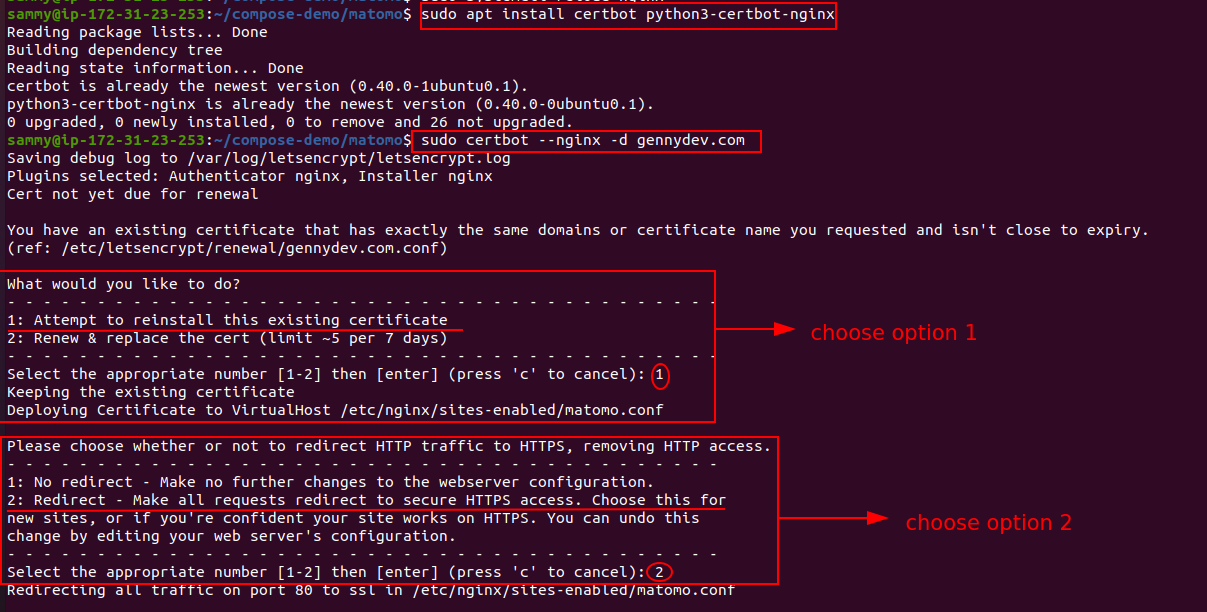 sammy@ip-172-31-23-253:~/compose-demo/matomo$ sudo apt install certbot python3-certbot-nginx
Reading package lists... Done
Building dependency tree
Reading state information... Done
certbot is already the newest version (0.40.0-1ubuntu0.1).
python3-certbot-nginx is already the newest version (0.40.0-0ubuntu0.1).
0 upgraded, 0 newly installed, 0 to remove and 26 not upgraded.
sammy@ip-172-31-23-253:~/compose-demo/matomo$ sudo certbot --nginx -d gennydev.com
Saving debug log to /var/log/letsencrypt/letsencrypt.log
Plugins selected: Authenticator nginx, Installer nginx
Cert not yet due for renewal
You have an existing certificate that has exactly the same domains or certificate name you requested and isn't close to expiry.
(ref: /etc/letsencrypt/renewal/gennydev.com.conf)
What would you like to do?
- - - - - - - - - - - - - - - - - - - - - - - - - - - - - - - - - - - - - - - -
1: Attempt to reinstall this existing certificate
choose option 1
2: Renew & replace the cert (limit ~5 per 7 days)
- - - - - - - - - - - - - - - - - - - - - - - - - - - - - - - - - - - - - - - -
Select the appropriate number [1-2] then [enter] (press 'c' to cancel): 1
Keeping the existing certificate
Deploying Certificate to VirtualHost /etc/nginx/sites-enabled/matomo.conf
Please choose whether or not to redirect HTTP traffic to HTTPS, removing HTTP access.
- - - - - - - - - - - - - - - - - - - - - - - - - - - - - - - - - - - - - - - -
1: No redirect - Make no further changes to the webserver configuration.
2: Redirect - Make all requests redirect to secure HTTPS access. Choose this for
new sites, or if you're confident your site works on HTTPS. You can undo this
choose option 2
change by editing your web server's configuration.
- - - - - - - - - - - - - - - - - - - - - - - - - - - - - - - - - - - - - - - -
Select the appropriate number [1-2] then [enter] (press 'c' to cancel): 2
Redirecting all traffic on port 80 to ssl in /etc/nginx/sites-enabled/matomo.conf